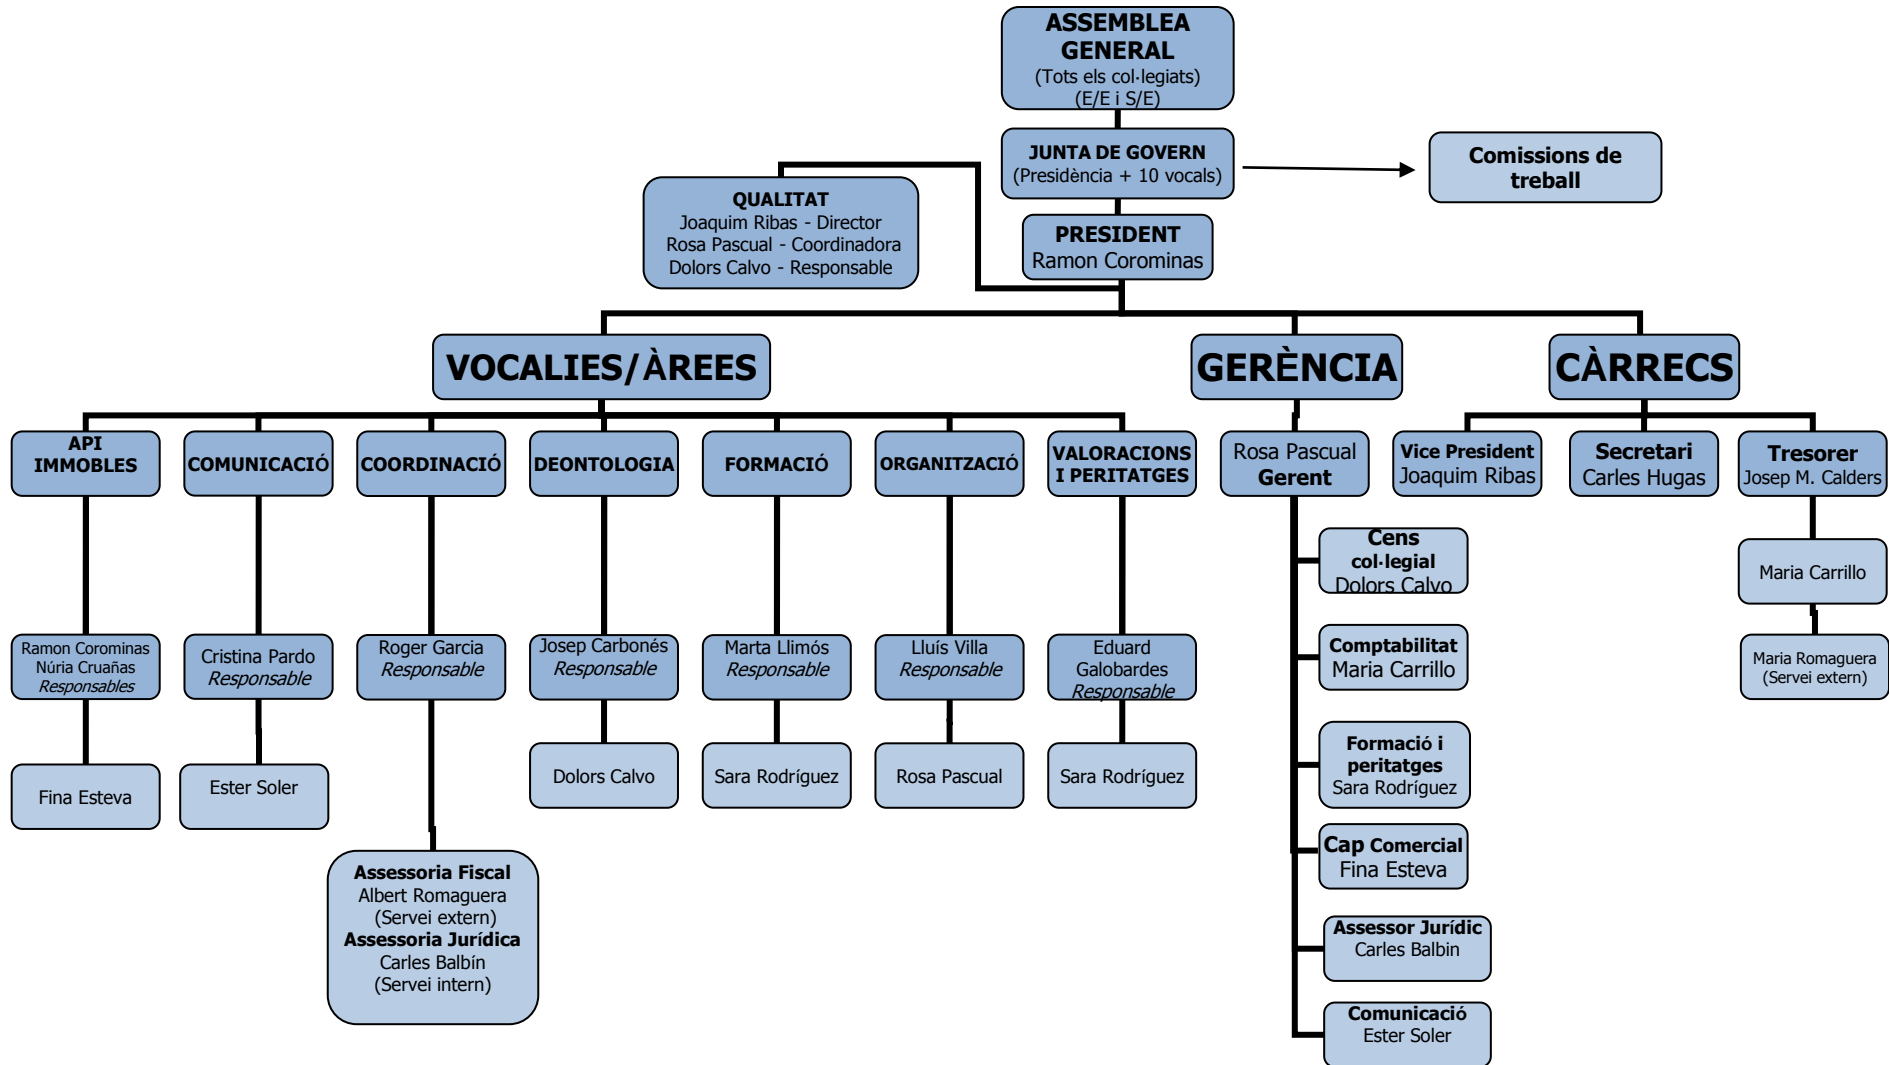 ASSEMBLEA
GENERAL
(Tots els col·legiats)
(E/E i S/E)
JUNTA DE GOVERN
(Presidència + 10 vocals)
Comissions de
treball
QUALITAT
Joaquim Ribas - Director
Rosa Pascual - Coordinadora
Dolors Calvo - Responsable
PRESIDENT
Ramon Corominas
VOCALIES/ÀREES
GERÈNCIA
CÀRRECS
API
IMMOBLES
COMUNICACIÓ
COORDINACIÓ
DEONTOLOGIA
FORMACIÓ
ORGANITZACIÓ
VALORACIONS
I PERITATGES
Rosa Pascual
Gerent
Vice President
Joaquim Ribas
Secretari
Carles Hugas
Tresorer
Josep M. Calders
Cens
col·legial
Dolors Calvo
Maria Carrillo
Ramon Corominas
Núria Cruañas
Responsables
Cristina Pardo
Responsable
Roger Garcia
Responsable
Josep Carbonés
Responsable
Marta Llimós
Responsable
Lluís Villa
Responsable
Eduard
Galobardes
Responsable
Comptabilitat
Maria Carrillo
Maria Romaguera
(Servei extern)
Fina Esteva
Ester Soler
Dolors Calvo
Sara Rodríguez
Rosa Pascual
Sara Rodríguez
Formació i
peritatges
Sara Rodríguez
Cap Comercial
Fina Esteva
Assessoria Fiscal
Albert Romaguera
(Servei extern)
Assessoria Jurídica
Carles Balbín
(Servei intern)
Assessor Jurídic
Carles Balbin
Comunicació
Ester Soler